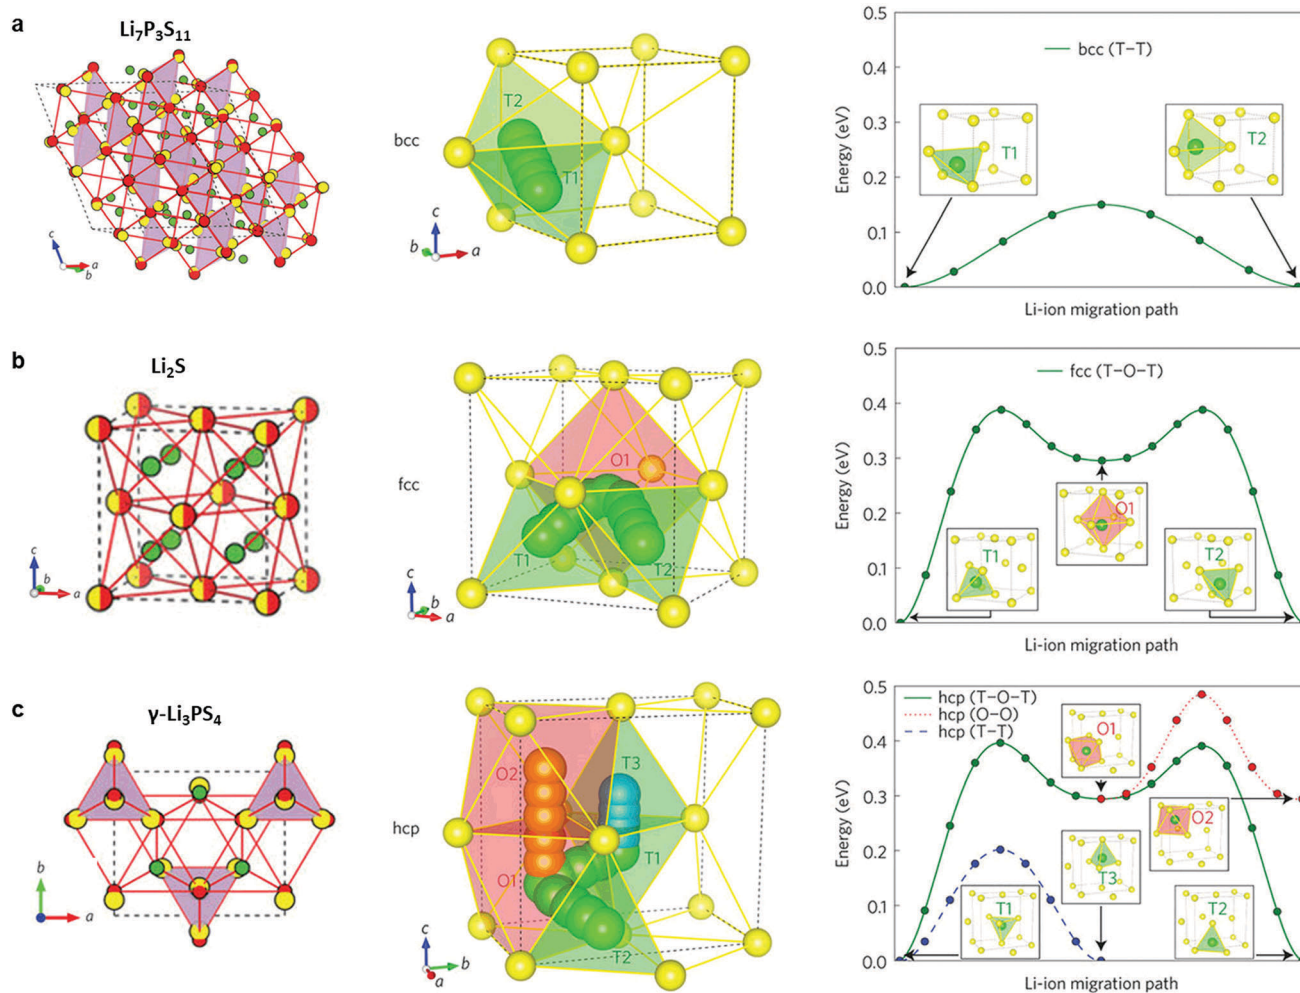 a
Li₇P₃S₁₁
c
a
b
bcc
T2
T1
c
b
a
Energy (eV)
0.5
0.4
0.3
0.2
0.1
0.0
bcc (T–T)
T1
T2
Li-ion migration path
b
Li₂S
c
b
a
fcc
O1
T1
T2
c
b
a
Energy (eV)
0.5
0.4
0.3
0.2
0.1
0.0
fcc (T–O–T)
O1
T1
T2
Li-ion migration path
c
γ-Li₃PS₄
b
a
hcp
O2
T3
T1
O1
T2
c
b
a
Energy (eV)
0.5
0.4
0.3
0.2
0.1
0.0
hcp (T–O–T)
hcp (O–O)
hcp (T–T)
O1
O2
T3
T1
T2
Li-ion migration path